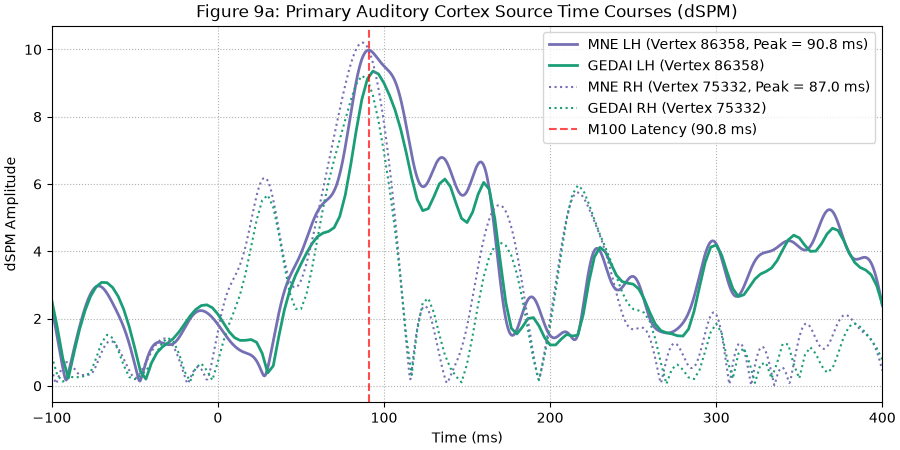 Figure 9a: Primary Auditory Cortex Source Time Courses (dSPM)
MNE LH (Vertex 86358, Peak = 90.8 ms)
GEDAI LH (Vertex 86358)
MNE RH (Vertex 75332, Peak = 87.0 ms)
GEDAI RH (Vertex 75332)
M100 Latency (90.8 ms)
dSPM Amplitude
10
8
6
4
2
0
−100
0
100
200
300
400
Time (ms)